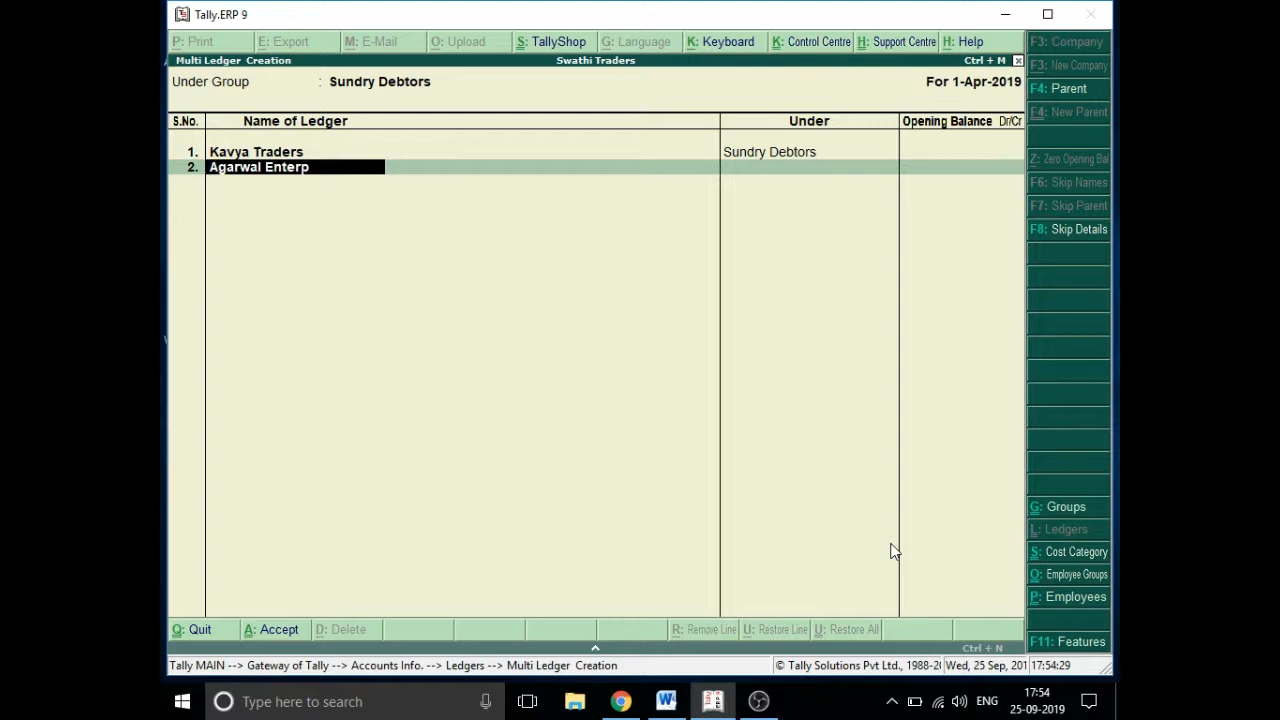 Tally.ERP 9
P: Print E: Export M: E-Mail O: Upload S: TallyShop G: Language K: Keyboard K: Control Centre H: Support Centre H: Help
F3: Company
Multi Ledger Creation Swathi Traders Ctrl + M
F3: New Company
Under Group : Sundry Debtors For 1-Apr-2019
F4: Parent
F4: New Parent
S.No. Name of Ledger Under Opening Balance Dr/Cr
1. Kavya Traders Sundry Debtors
Z: Zero Opening Bal
2. Agarwal Enterp
F6: Skip Names
F7: Skip Parent
F8: Skip Details
G: Groups
L: Ledgers
S: Cost Category
O: Employee Groups
P: Employees
Q: Quit A: Accept D: Delete R: Remove Line U: Restore Line U: Restore All
F11: Features
Ctrl + N
Tally MAIN --> Gateway of Tally --> Accounts Info. --> Ledgers --> Multi Ledger Creation © Tally Solutions Pvt Ltd., 1988-20 Wed, 25 Sep, 201 17:54:29
Type here to search ENG 17:54
25-09-2019